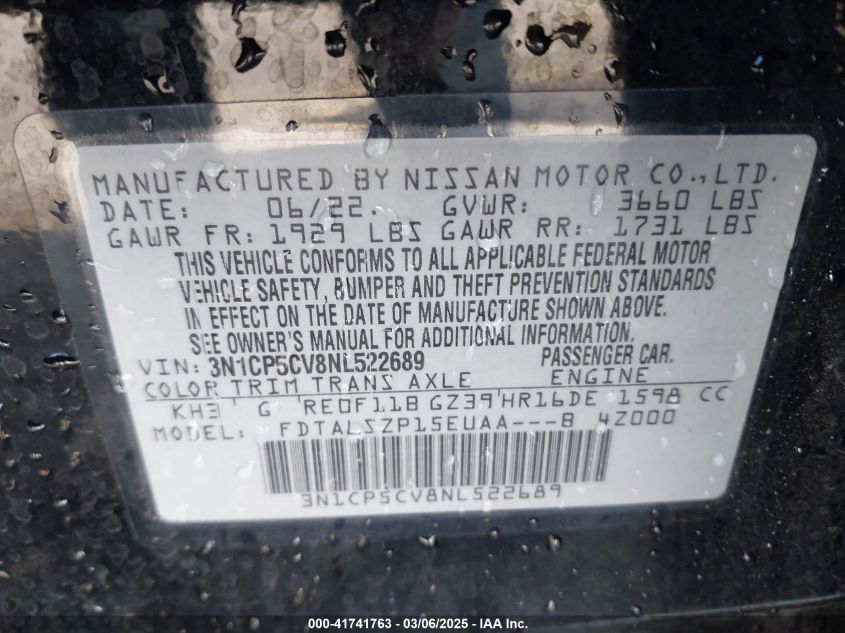 MANUFACTURED BY NISSAN MOTOR CO.,LTD.
DATE: 06/22. GVWR: 3660 LBS
GAWR FR: 1929 LBS GAWR RR: 1731 LBS
THIS VEHICLE CONFORMS TO ALL APPLICABLE FEDERAL MOTOR
VEHICLE SAFETY, BUMPER AND THEFT PREVENTION STANDARDS
IN EFFECT ON THE DATE OF MANUFACTURE SHOWN ABOVE.
SEE OWNER'S MANUAL FOR ADDITIONAL INFORMATION.
VIN: 3N1CP5CV8NL522689 PASSENGER CAR.
COLOR TRIM TRANS AXLE ENGINE
KH3 G RE0F11B GZ39 HR16DE 1598 CC
MODEL: FDTALSZP15EUAA---B 4Z000
3N1CP5CV8NL522689
000-41741763 - 03/06/2025 - IAA Inc.